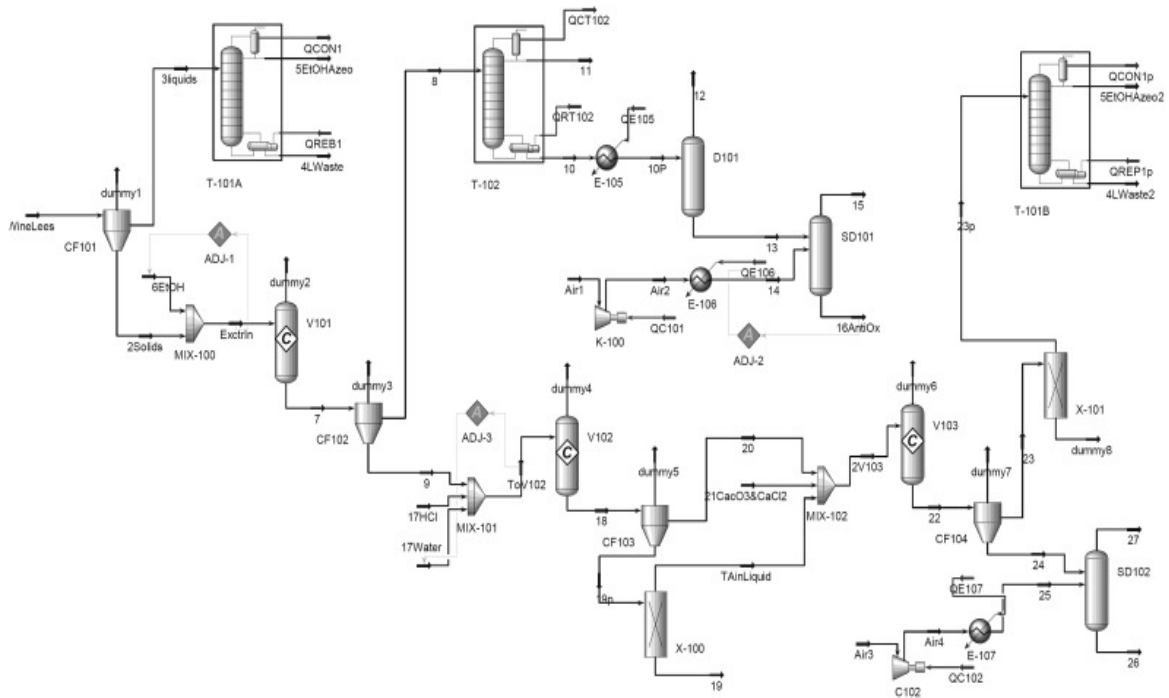 QCT102
QCON1
5EtOHAzeo
3liquids
8
11
12
QCON1p
5EtOHAzeo2
QREB1
4LWaste
T-101A
QRT102
QE105
10
E-105
10P
D101
T-102
QREP1p
4LWaste2
T-101B
dummy1
WineLees
CF101
ADJ-1
6EtOH
dummy2
V101
2Solids
MIX-100
ExctrIn
15
SD101
13
23p
Air1
Air2
QE106
E-106
14
K-100
QC101
16AntiOx
ADJ-2
7
dummy3
CF102
ADJ-3
dummy4
V102
dummy6
V103
X-101
dummy8
9
ToV102
17HCl
MIX-101
17Water
18
dummy5
CF103
20
21CacO3&CaCl2
MIX-102
2V103
22
dummy7
CF104
23
24
27
SD102
19p
TAinLiquid
X-100
19
QE107
25
Air3
Air4
E-107
C102
QC102
26
A
A
A
C
C
C